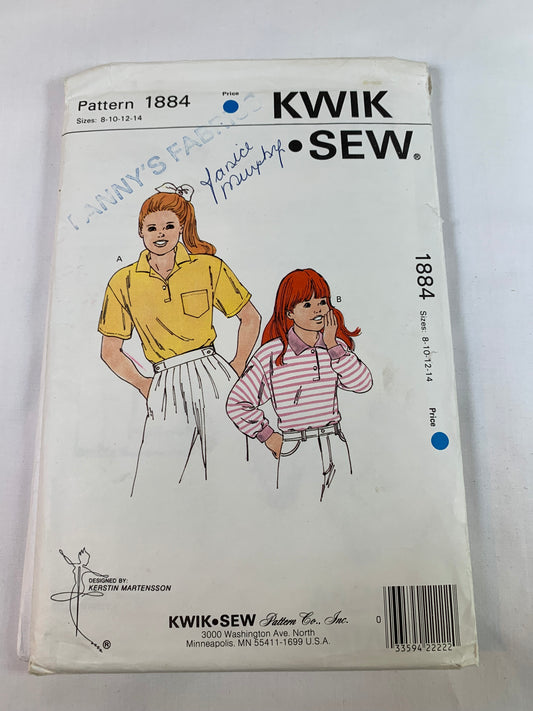 Pattern 1884
Sizes: 8-10-12-14
Price
KWIK
•SEW®
FABRICS
Janice
Murphy
A
B
1884
Sizes: 8-10-12-14
Price
DESIGNED BY:
KERSTIN MARTENSSON
®
KWIK•SEW Pattern Co., Inc.
3000 Washington Ave. North
Minneapolis, MN 55411-1699 U.S.A.
0
33594 22222